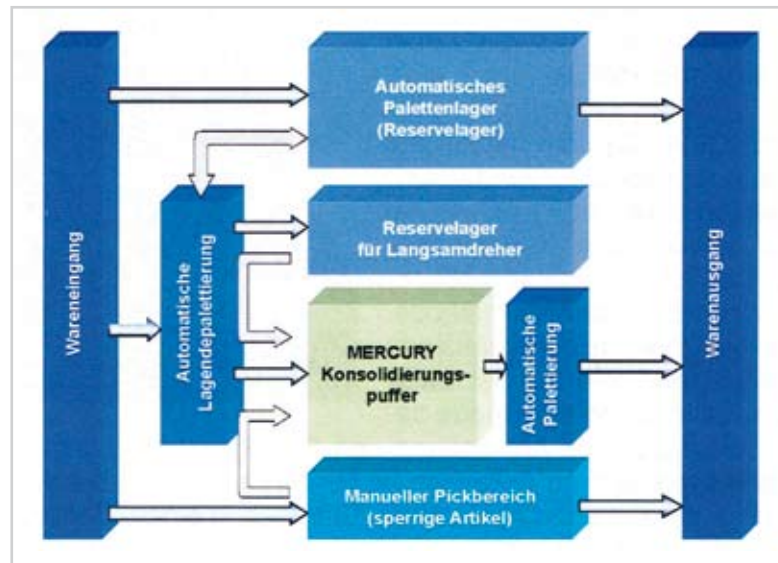 Wareneingang
Automatische
Lagendepalettierung
Automatisches
Palettenlager
(Reservelager)
Reservelager
für Langsamdreher
MERCURY
Konsolidierungs-
puffer
Automatische
Palettierung
Manueller Pickbereich
(sperrige Artikel)
Warenausgang